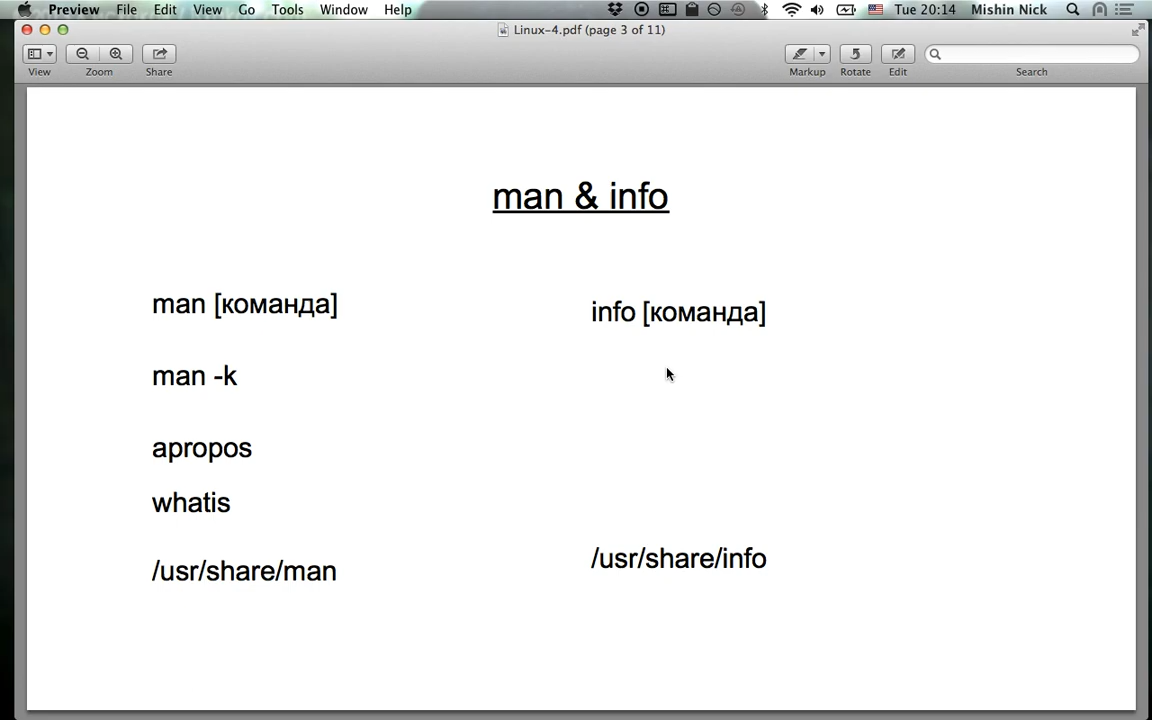 Preview File Edit View Go Tools Window Help Tue 20:14 Mishin Nick
Linux-4.pdf (page 3 of 11)
View Zoom Share Markup Rotate Edit Search
man & info
man [команда]
info [команда]
man -k
apropos
whatis
/usr/share/man
/usr/share/info